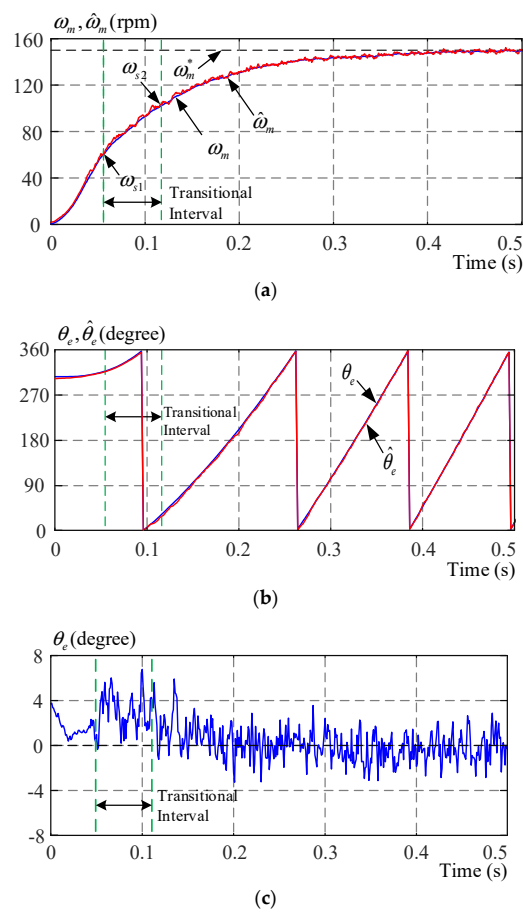 ω_m, ω̂_m (rpm)
160
120
80
40
0
ω_s2
ω*_m
ω_s1
ω_m
ω̂_m
Transitional
Interval
0
0.1
0.2
0.3
0.4
0.5
Time (s)
(a)
θ_e, θ̂_e (degree)
360
270
180
90
0
θ_e
θ̂_e
Transitional
Interval
0
0.1
0.2
0.3
0.4
0.5
Time (s)
(b)
θ_e (degree)
8
4
0
-4
-8
Transitional
Interval
0
0.1
0.2
0.3
0.4
0.5
Time (s)
(c)